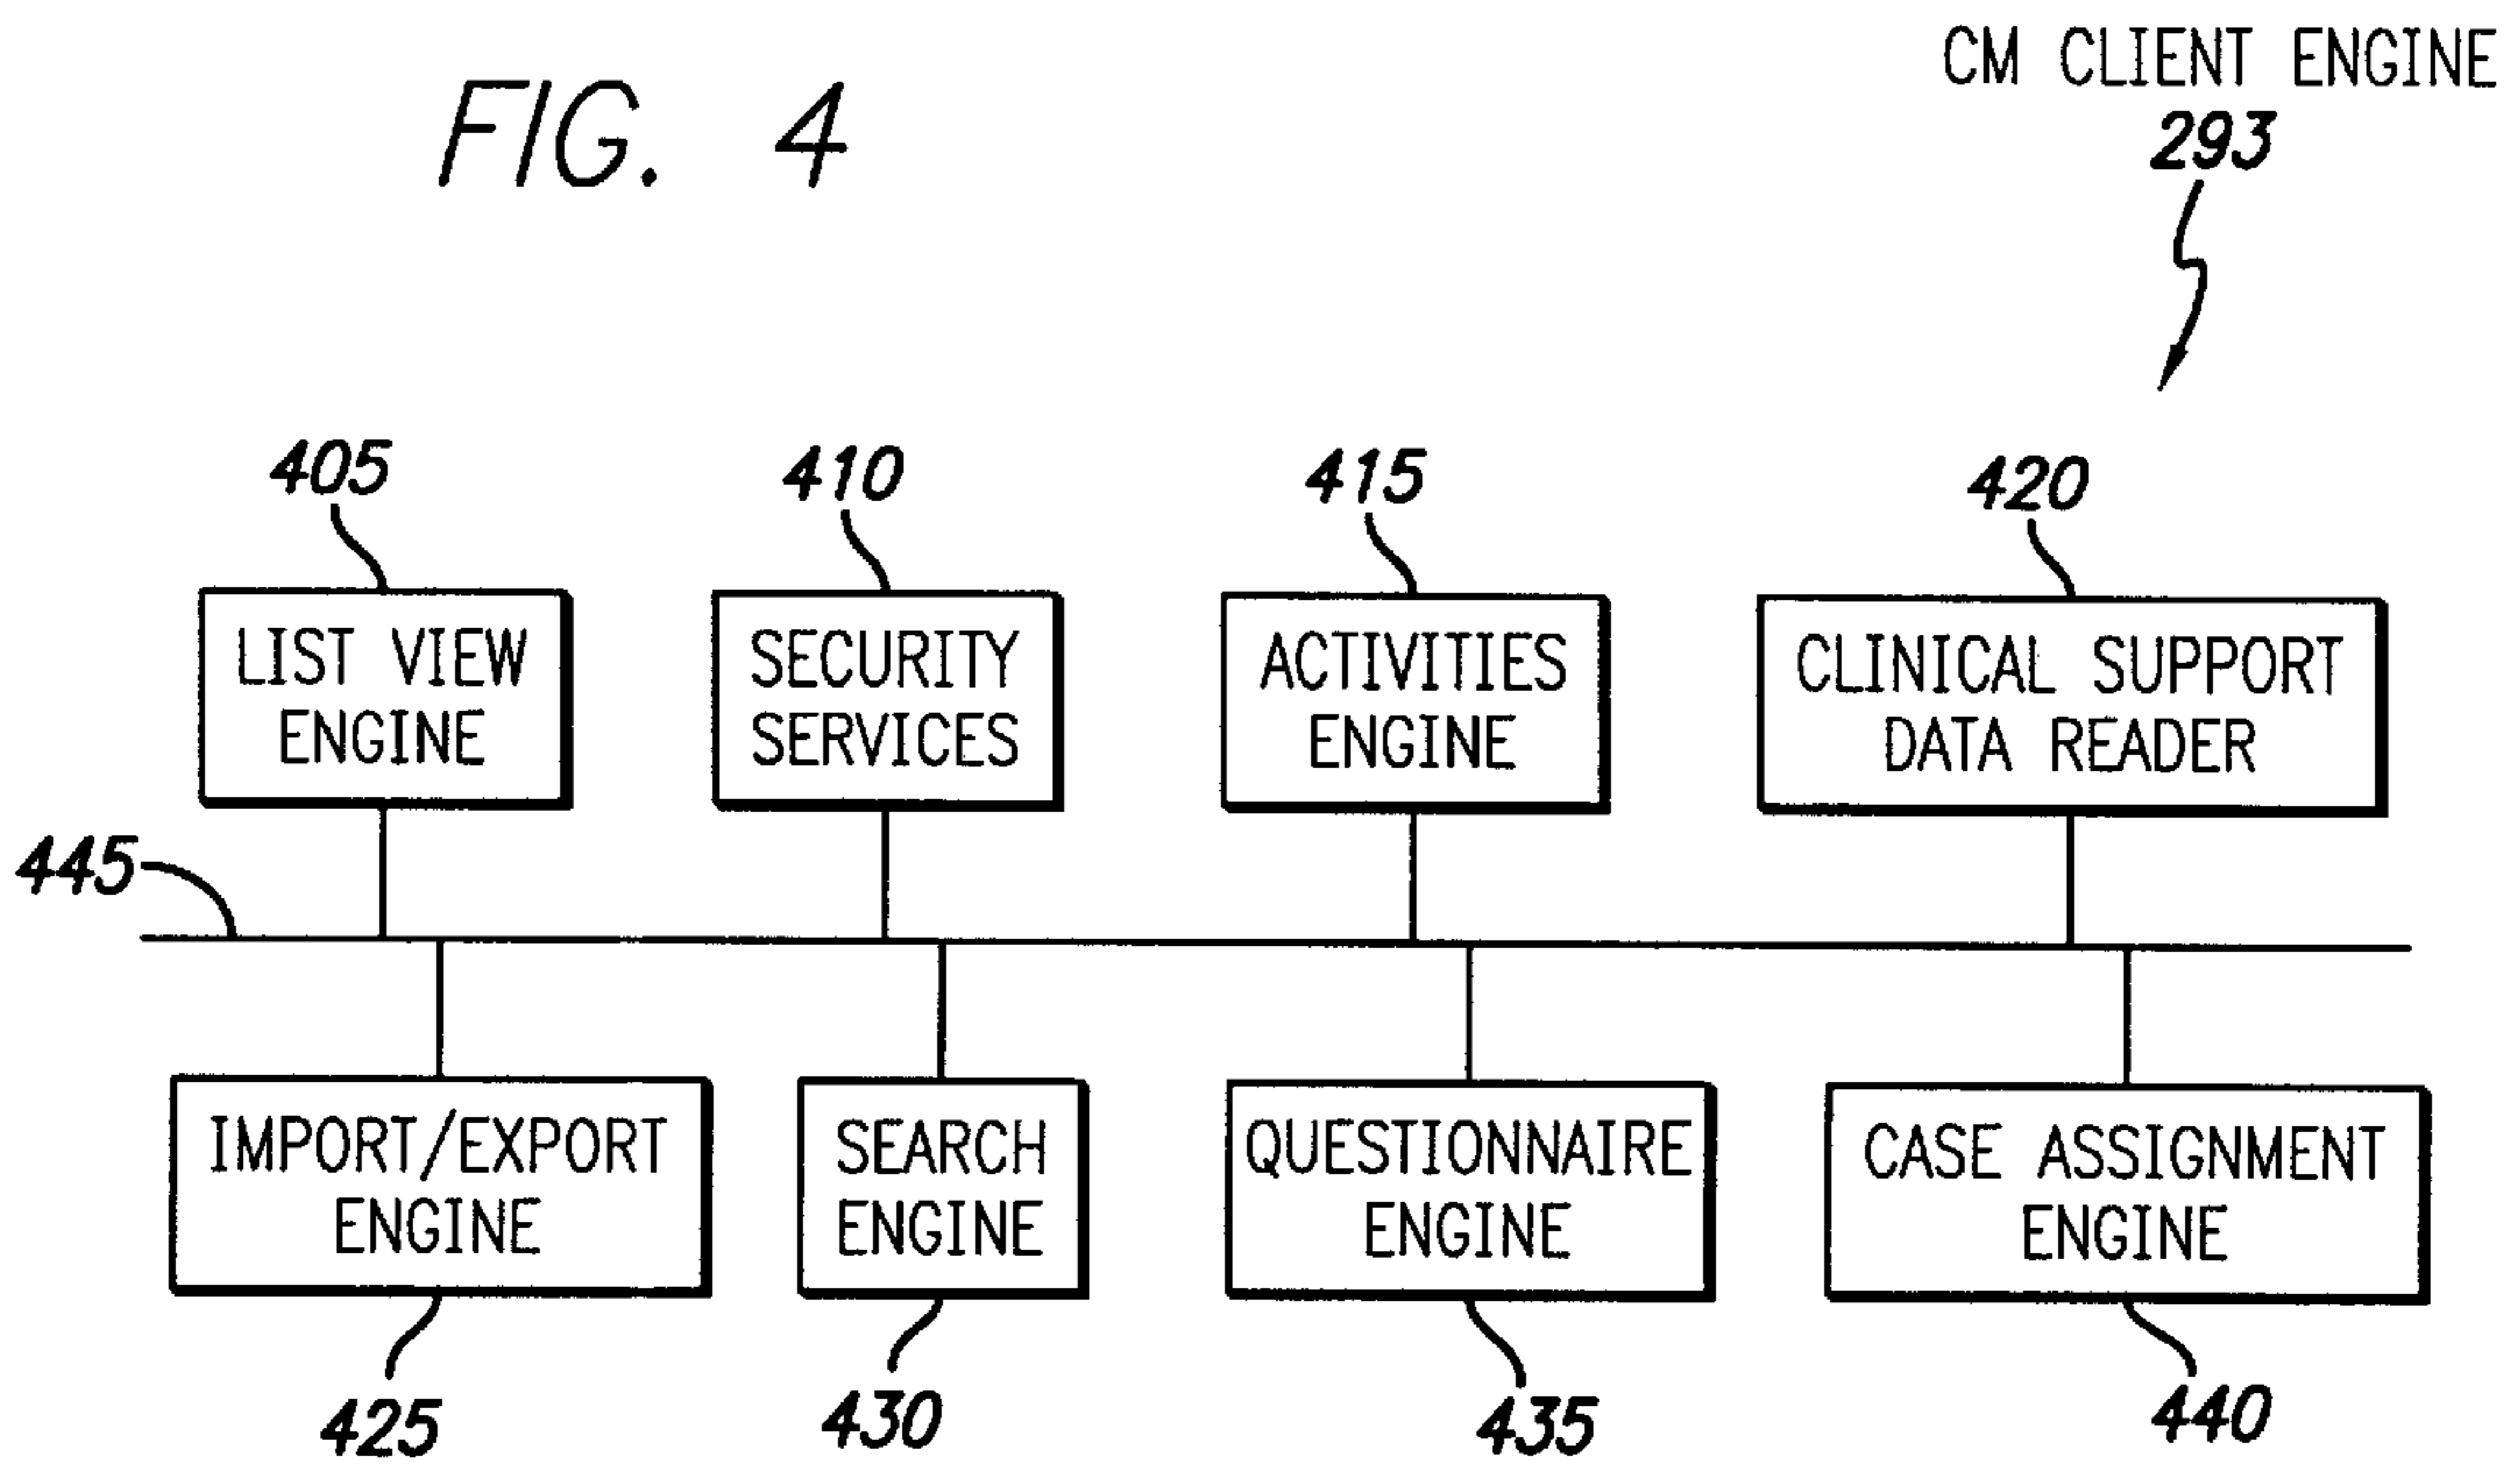 FIG. 4
CM CLIENT ENGINE
293
405
410
415
420
LIST VIEW
ENGINE
SECURITY
SERVICES
ACTIVITIES
ENGINE
CLINICAL SUPPORT
DATA READER
445
IMPORT/EXPORT
ENGINE
SEARCH
ENGINE
QUESTIONNAIRE
ENGINE
CASE ASSIGNMENT
ENGINE
425
430
435
440